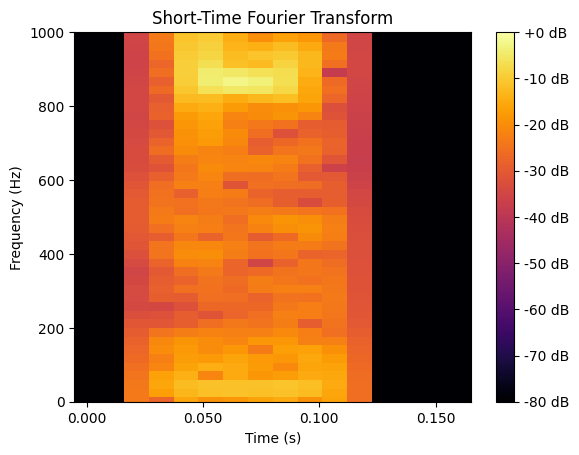 Short-Time Fourier Transform
1000
800
600
400
200
0
Frequency (Hz)
0.000
0.050
0.100
0.150
Time (s)
+0 dB
-10 dB
-20 dB
-30 dB
-40 dB
-50 dB
-60 dB
-70 dB
-80 dB